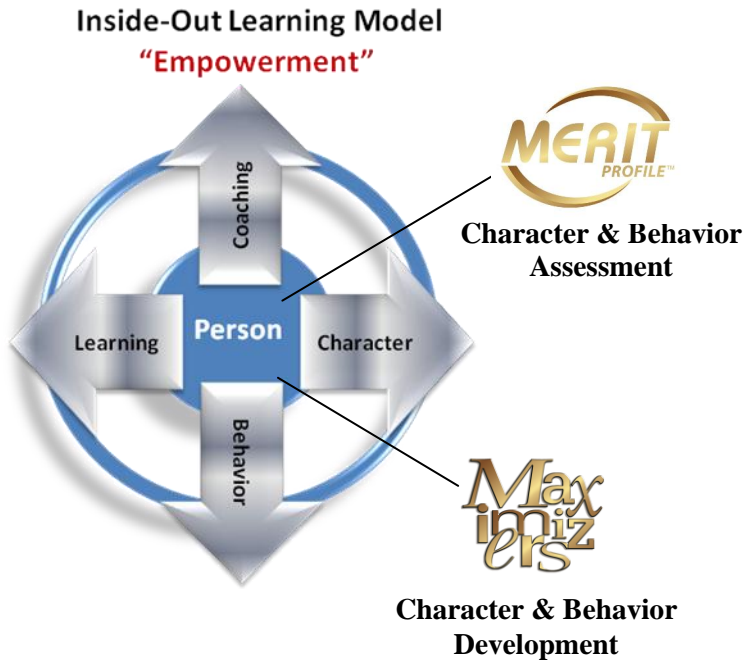 Inside-Out Learning Model
“Empowerment”
MERIT
PROFILE™
Coaching
Character & Behavior
Assessment
Learning
Person
Character
Behavior
Max
imiz
ers
Character & Behavior
Development